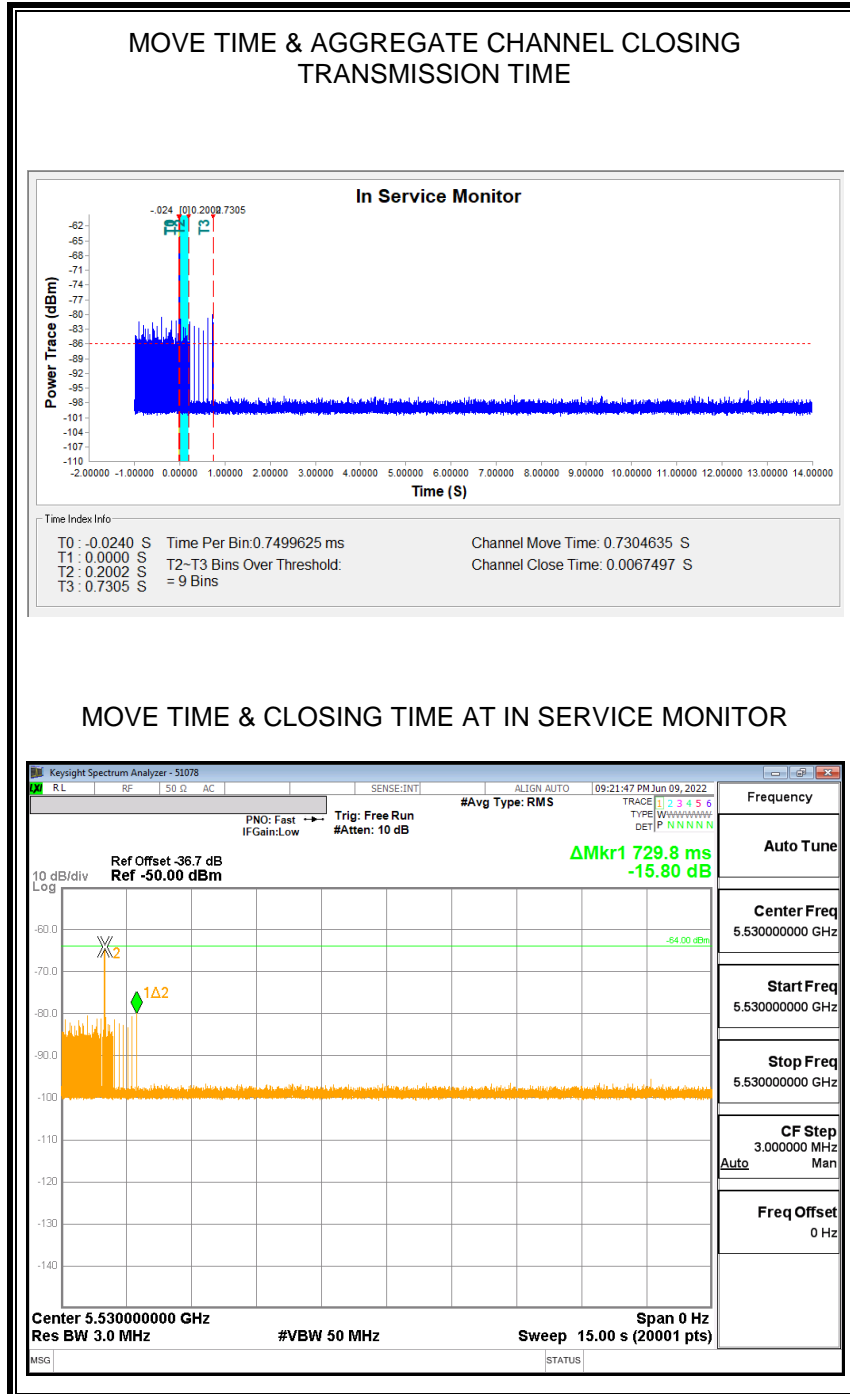 MOVE TIME & AGGREGATE CHANNEL CLOSING
TRANSMISSION TIME
In Service Monitor
T0
T2
T3
Power Trace (dBm)
-62
-65
-68
-71
-74
-77
-80
-83
-86
-89
-92
-95
-98
-101
-104
-107
-110
-2.00000 -1.00000 0.00000 1.00000 2.00000 3.00000 4.00000 5.00000 6.00000 7.00000 8.00000 9.00000 10.00000 11.00000 12.00000 13.00000 14.00000
Time (S)
Time Index Info
T0 : -0.0240 S
T1 : 0.0000 S
T2 : 0.2002 S
T3 : 0.7305 S
Time Per Bin:0.7499625 ms
T2~T3 Bins Over Threshold:
= 9 Bins
Channel Move Time: 0.7304635 S
Channel Close Time: 0.0067497 S
MOVE TIME & CLOSING TIME AT IN SERVICE MONITOR
Keysight Spectrum Analyzer - 51078
LXI RL RF 50 Ω AC SENSE:INT ALIGN AUTO 09:21:47 PM Jun 09, 2022
PNO: Fast
IFGain:Low
Trig: Free Run
#Atten: 10 dB
#Avg Type: RMS
TRACE 1 2 3 4 5 6
TYPE WWWWWW
DET P N N N N N
ΔMkr1 729.8 ms
-15.80 dB
Ref Offset -36.7 dB
10 dB/div Ref -50.00 dBm
Log
-60.0
-70.0
-80.0
-90.0
-100
-110
-120
-130
-140
-64.00 dBm
2
1Δ2
Center 5.530000000 GHz
Span 0 Hz
Res BW 3.0 MHz
#VBW 50 MHz
Sweep 15.00 s (20001 pts)
MSG
STATUS
Frequency
Auto Tune
Center Freq
5.530000000 GHz
Start Freq
5.530000000 GHz
Stop Freq
5.530000000 GHz
CF Step
3.000000 MHz
Auto Man
Freq Offset
0 Hz